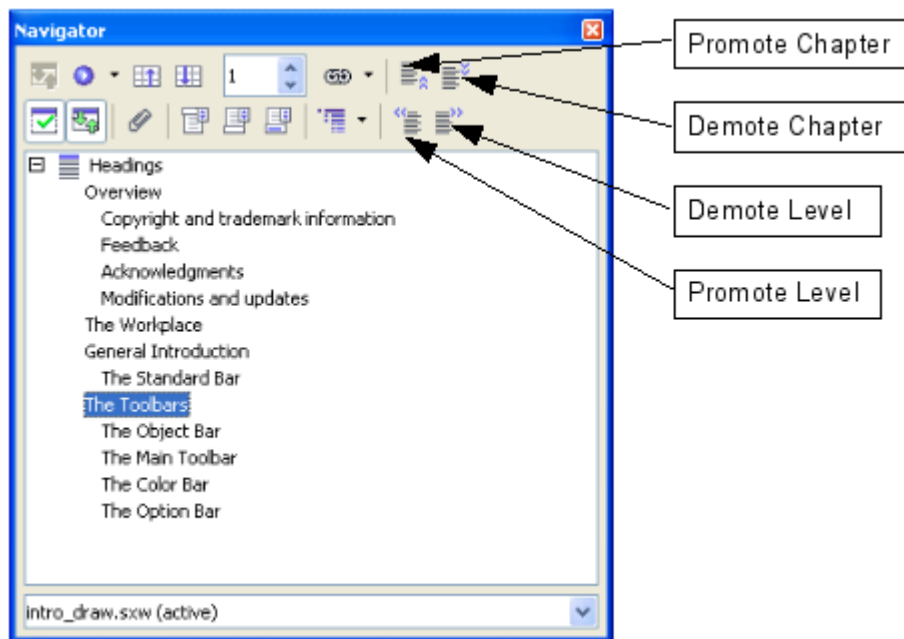 Navigator
Promote Chapter
1
Demote Chapter
Headings
Overview
Copyright and trademark information
Demote Level
Feedback
Acknowledgments
Promote Level
Modifications and updates
The Workplace
General Introduction
The Standard Bar
The Toolbars
The Object Bar
The Main Toolbar
The Color Bar
The Option Bar
intro_draw.sxw (active)